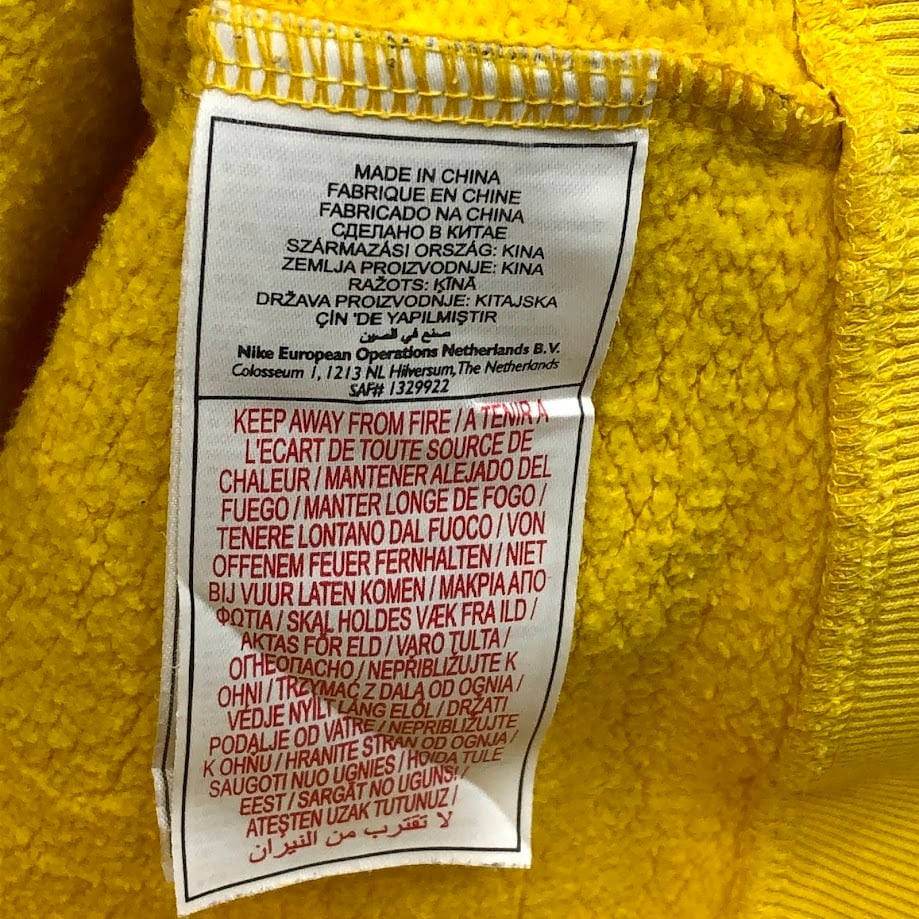 MADE IN CHINA
FABRIQUE EN CHINE
FABRICADO NA CHINA
СДЕЛАНО В КИТАЕ
SZÁRMAZÁSI ORSZÁG: KINA
ZEMLJA PROIZVODNJE: KINA
RAŽOTS: ĶĪNĀ
DRŽAVA PROIZVODNJE: KITAJSKA
ÇİN 'DE YAPILMIŞTIR
صنع في الصين
Nike European Operations Netherlands B.V.
Colosseum 1, 1213 NL Hilversum, The Netherlands
SAF# 1329922
KEEP AWAY FROM FIRE / A TENIR A
L'ECART DE TOUTE SOURCE DE
CHALEUR / MANTENER ALEJADO DEL
FUEGO / MANTER LONGE DE FOGO /
TENERE LONTANO DAL FUOCO / VON
OFFENEM FEUER FERNHALTEN / NIET
BIJ VUUR LATEN KOMEN / ΜΑΚΡΙΑ ΑΠΟ
ΦΩΤΙΑ / SKAL HOLDES VÆK FRA ILD /
AKTAS FÖR ELD / VARO TULTA /
ОГНЕОПАСНО / NEPŘIBLIŽUJTE K
OHNI / TRZYMAĆ Z DALA OD OGNIA /
VÉDJE NYILT LÁNG ELŐL / DRŽATI
PODALJE OD VATRE / NEPRIBLIŽUJTE
K OHŇU / HRANITE STRAN OD OGNJA /
SAUGOTI NUO UGNIES / HOIDA TULE
EEST / SARGĀT NO UGUNS! /
ATEŞTEN UZAK TUTUNUZ /
لا تقترب من النيران